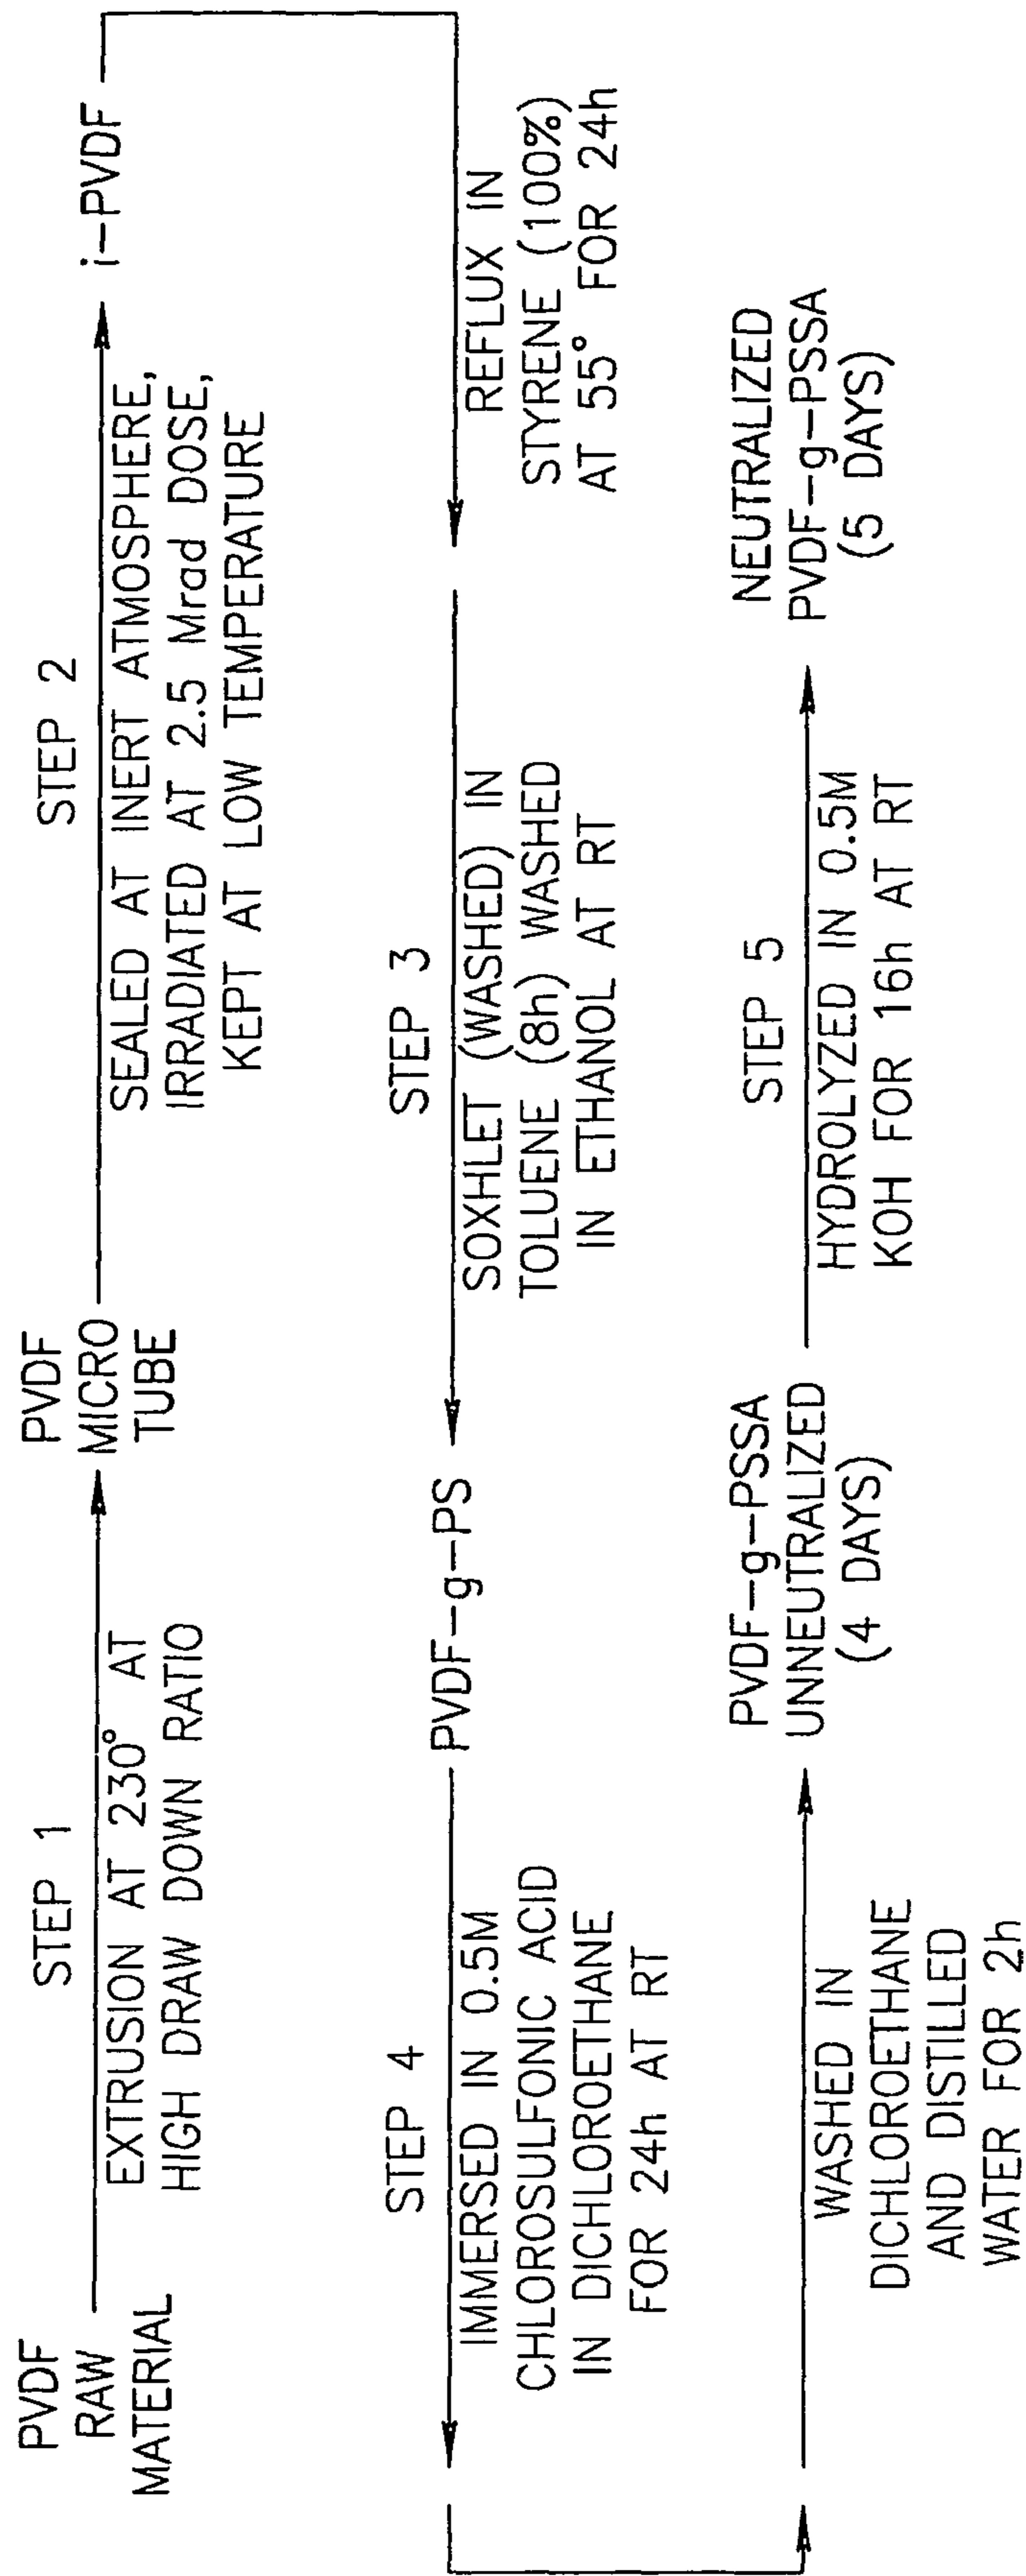 PVDF
RAW
MATERIAL
STEP 1
EXTRUSION AT 230° AT
HIGH DRAW DOWN RATIO
PVDF
MICRO
TUBE
STEP 2
SEALED AT INERT ATMOSPHERE,
IRRADIATED AT 2.5 Mrad DOSE,
KEPT AT LOW TEMPERATURE
i-PVDF
REFLUX IN
STYRENE (100%)
AT 55° FOR 24h
STEP 3
SOXHLET (WASHED) IN
TOLUENE (8h) WASHED
IN ETHANOL AT RT
PVDF-g-PS
STEP 4
IMMERSED IN 0.5M
CHLOROSULFONIC ACID
IN DICHLOROETHANE
FOR 24h AT RT
WASHED IN
DICHLOROETHANE
AND DISTILLED
WATER FOR 2h
PVDF-g-PSSA
UNNEUTRALIZED
(4 DAYS)
STEP 5
HYDROLYZED IN 0.5M
KOH FOR 16h AT RT
NEUTRALIZED
PVDF-g-PSSA
(5 DAYS)